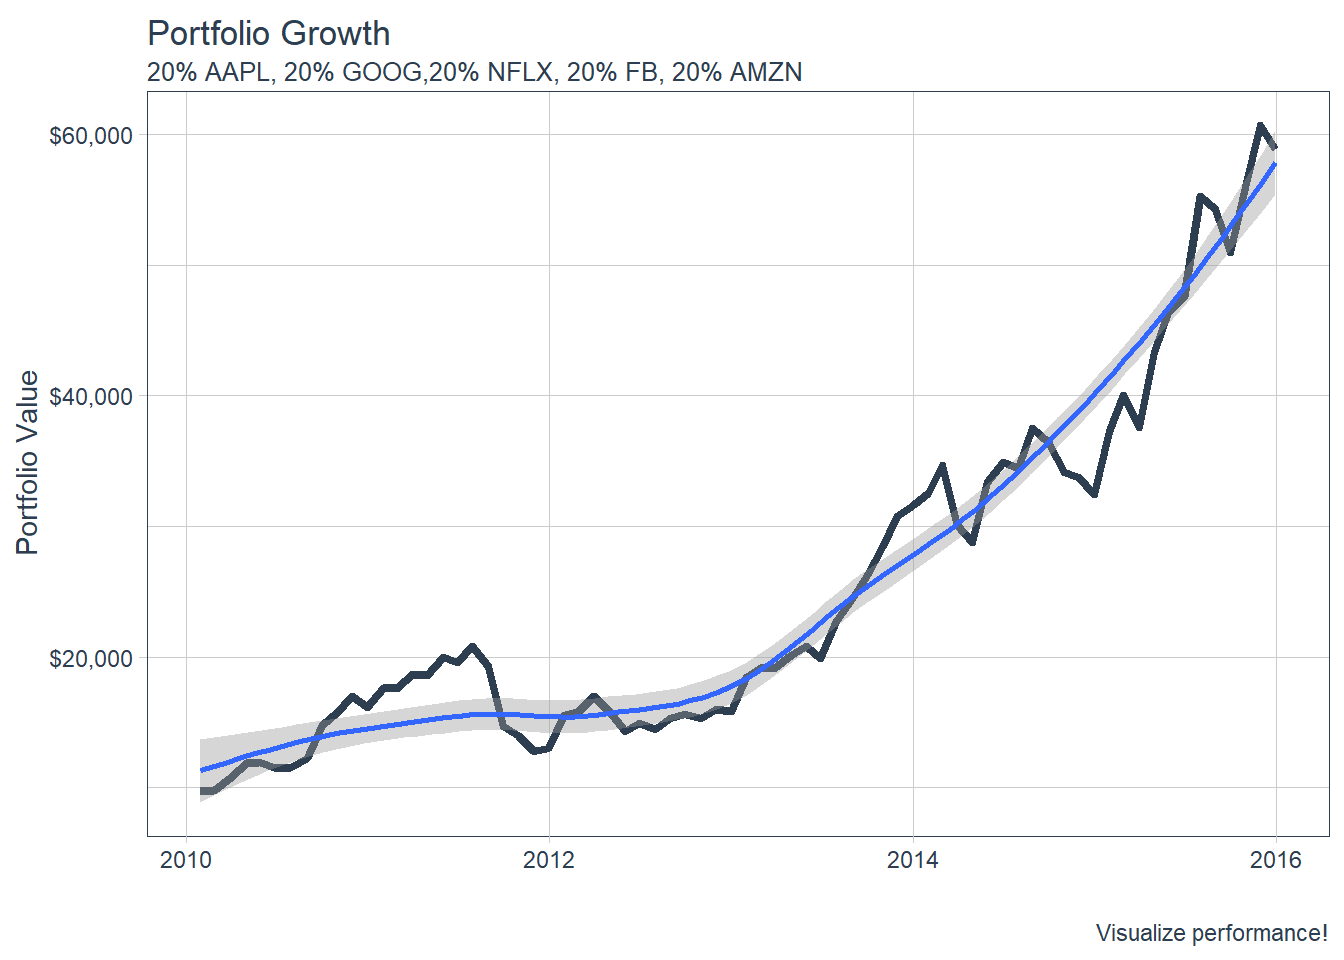 Portfolio Growth
20% AAPL, 20% GOOG,20% NFLX, 20% FB, 20% AMZN
Portfolio Value
$60,000
$40,000
$20,000
2010 2012 2014 2016
Visualize performance!